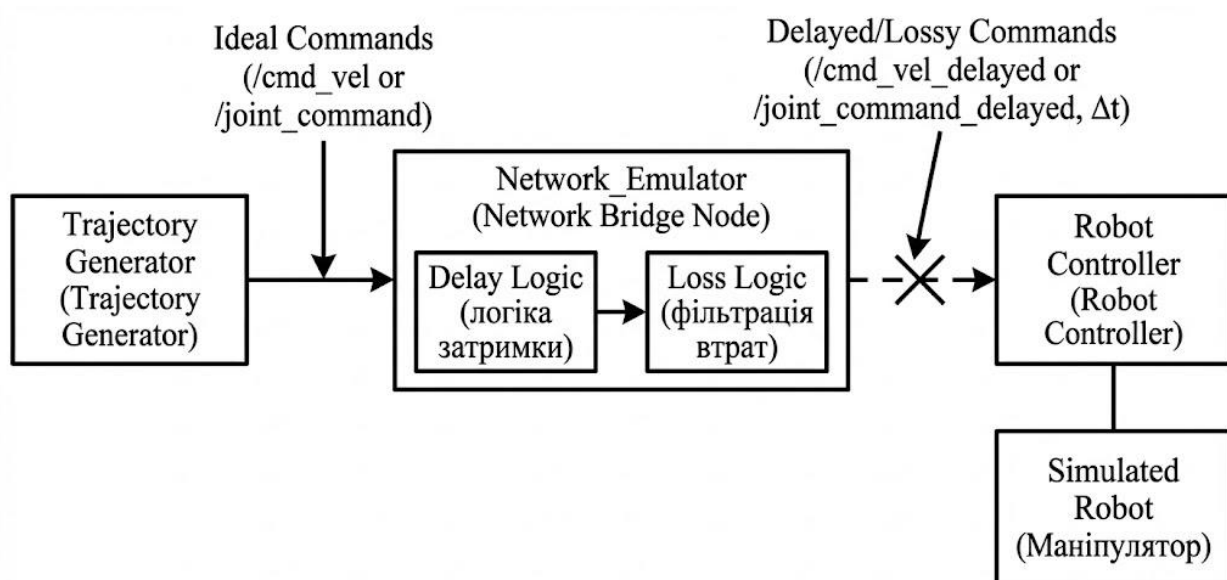 Ideal Commands
(/cmd_vel or
/joint_command)
Delayed/Lossy Commands
(/cmd_vel_delayed or
/joint_command_delayed, Δt)
Trajectory
Generator
(Trajectory
Generator)
Network_Emulator
(Network Bridge Node)
Delay Logic
(логіка
затримки)
Loss Logic
(фільтрація
втрат)
Robot
Controller
(Robot
Controller)
Simulated
Robot
(Маніпулятор)